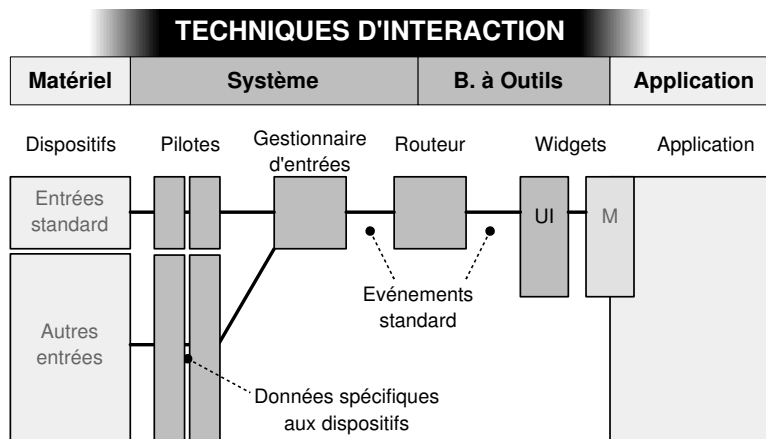 TECHNIQUES D'INTERACTION
Matériel Système B. à Outils Application
Dispositifs Pilotes Gestionnaire d'entrées Routeur Widgets Application
Entrées
standard
UI M
Evénements
standard
Autres
entrées
Données spécifiques
aux dispositifs